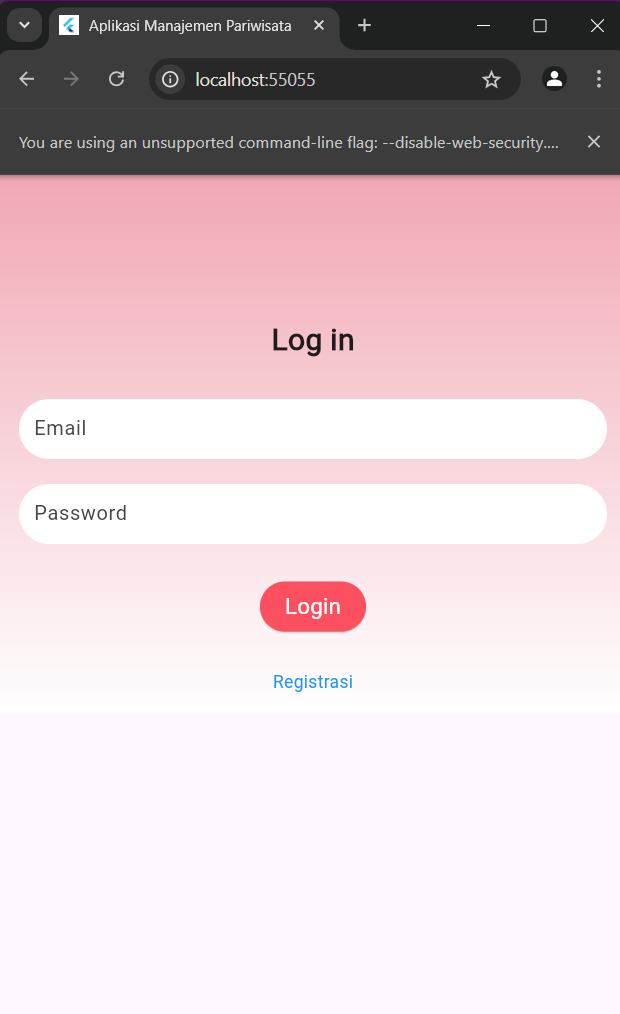 Aplikasi Manajemen Pariwisata
localhost:55055
You are using an unsupported command-line flag: --disable-web-security....
Log in
Email
Password
Login
Registrasi